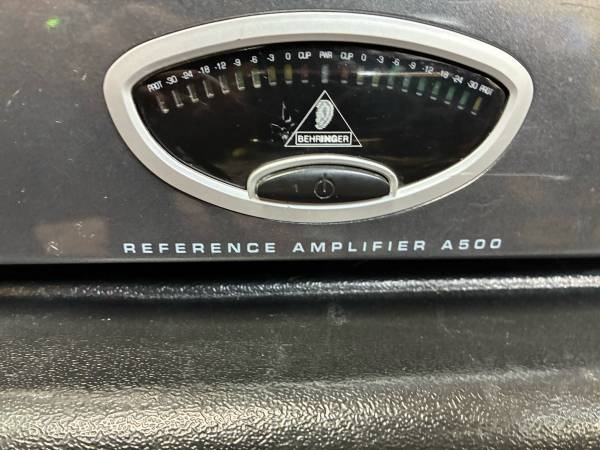 PROT -30 -24 -18 -12 -6 -3 0 CLIP PWR CLIP 0 -3 -6 -9 -12 -18 -24 -30 PROT
BEHRINGER
1
REFERENCE AMPLIFIER A500